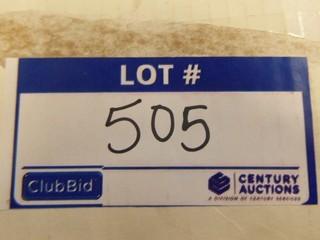 LOT #
505
ClubBid
CENTURY
AUCTIONS
A DIVISION OF CENTURY SERVICES